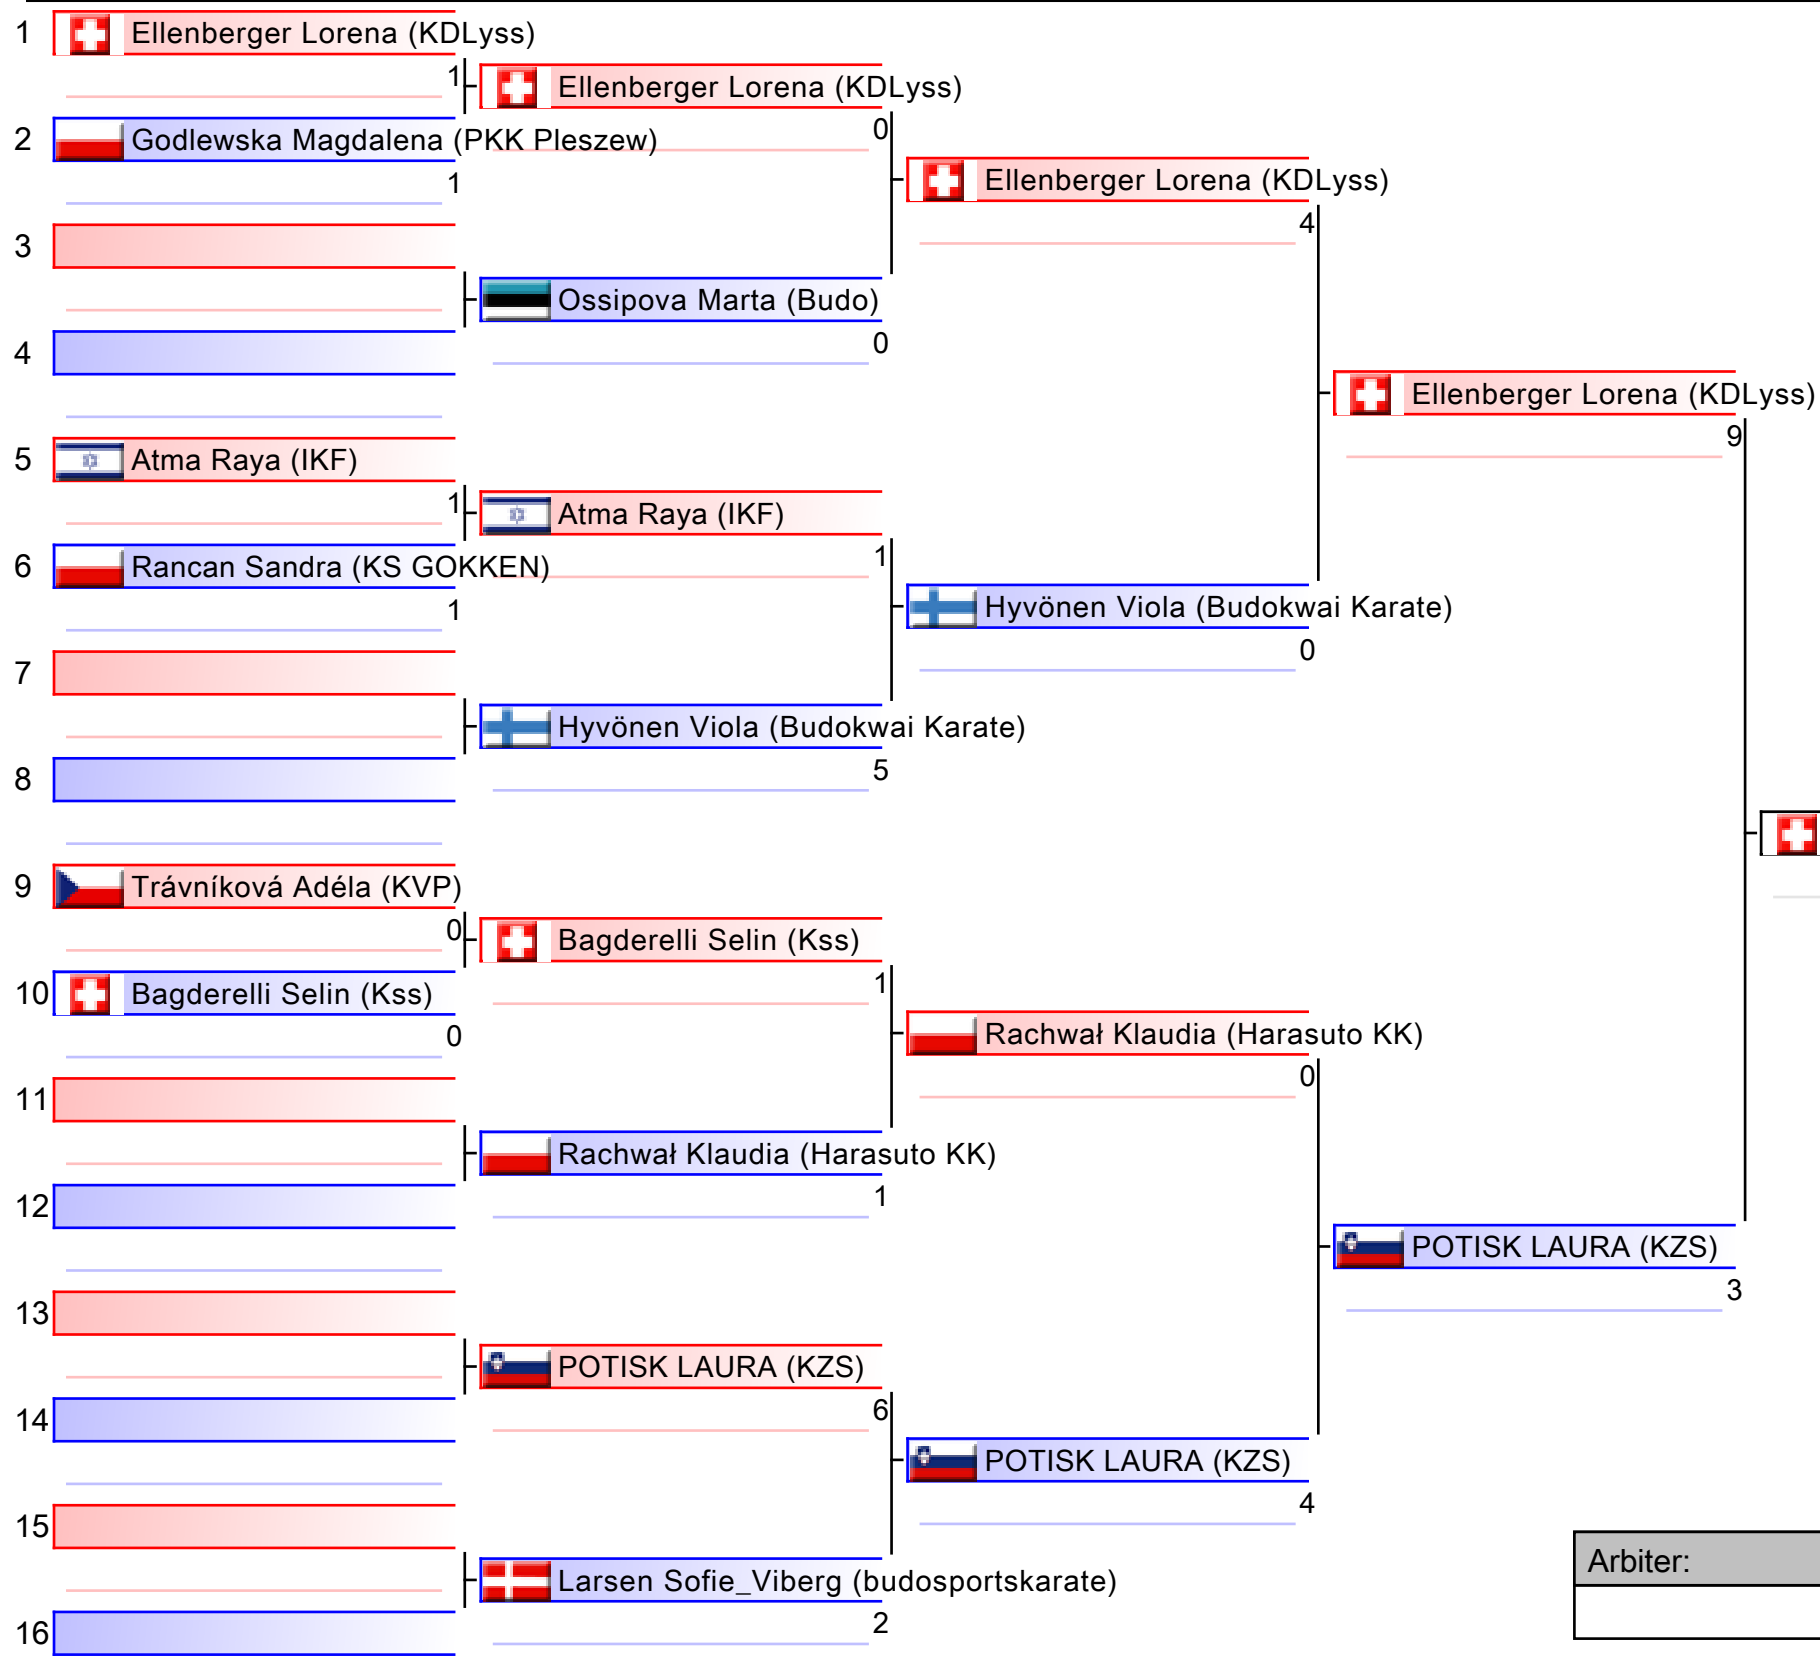 1 Ellenberger Lorena (KDLyss)
1
Ellenberger Lorena (KDLyss)
0
2 Godlewska Magdalena (PKK Pleszew)
1
Ellenberger Lorena (KDLyss)
4
3
Ossipova Marta (Budo)
0
4
Ellenberger Lorena (KDLyss)
9
5 Atma Raya (IKF)
1
Atma Raya (IKF)
1
6 Rancan Sandra (KS GOKKEN)
1
Hyvönen Viola (Budokwai Karate)
0
7
Hyvönen Viola (Budokwai Karate)
5
8
9 Trávníková Adéla (KVP)
0
Bagderelli Selin (Kss)
1
10 Bagderelli Selin (Kss)
0
Rachwał Klaudia (Harasuto KK)
0
11
Rachwał Klaudia (Harasuto KK)
1
12
POTISK LAURA (KZS)
3
13
POTISK LAURA (KZS)
6
14
POTISK LAURA (KZS)
4
15
Larsen Sofie_Viberg (budosportskarate)
2
16
Arbiter: